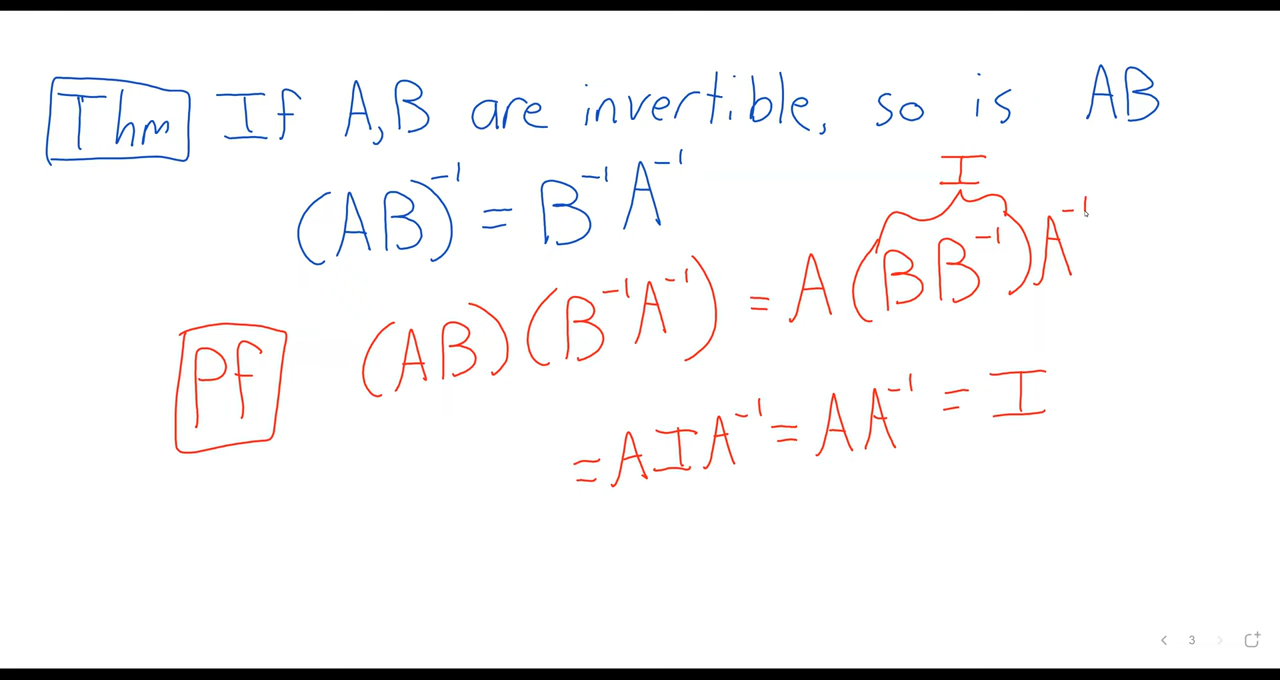 Thm If A,B are invertible, so is AB
(AB)⁻¹ = B⁻¹A⁻¹
I
Pf (AB)(B⁻¹A⁻¹) = A(BB⁻¹)A⁻¹
= AIA⁻¹ = AA⁻¹ = I
< 3 >